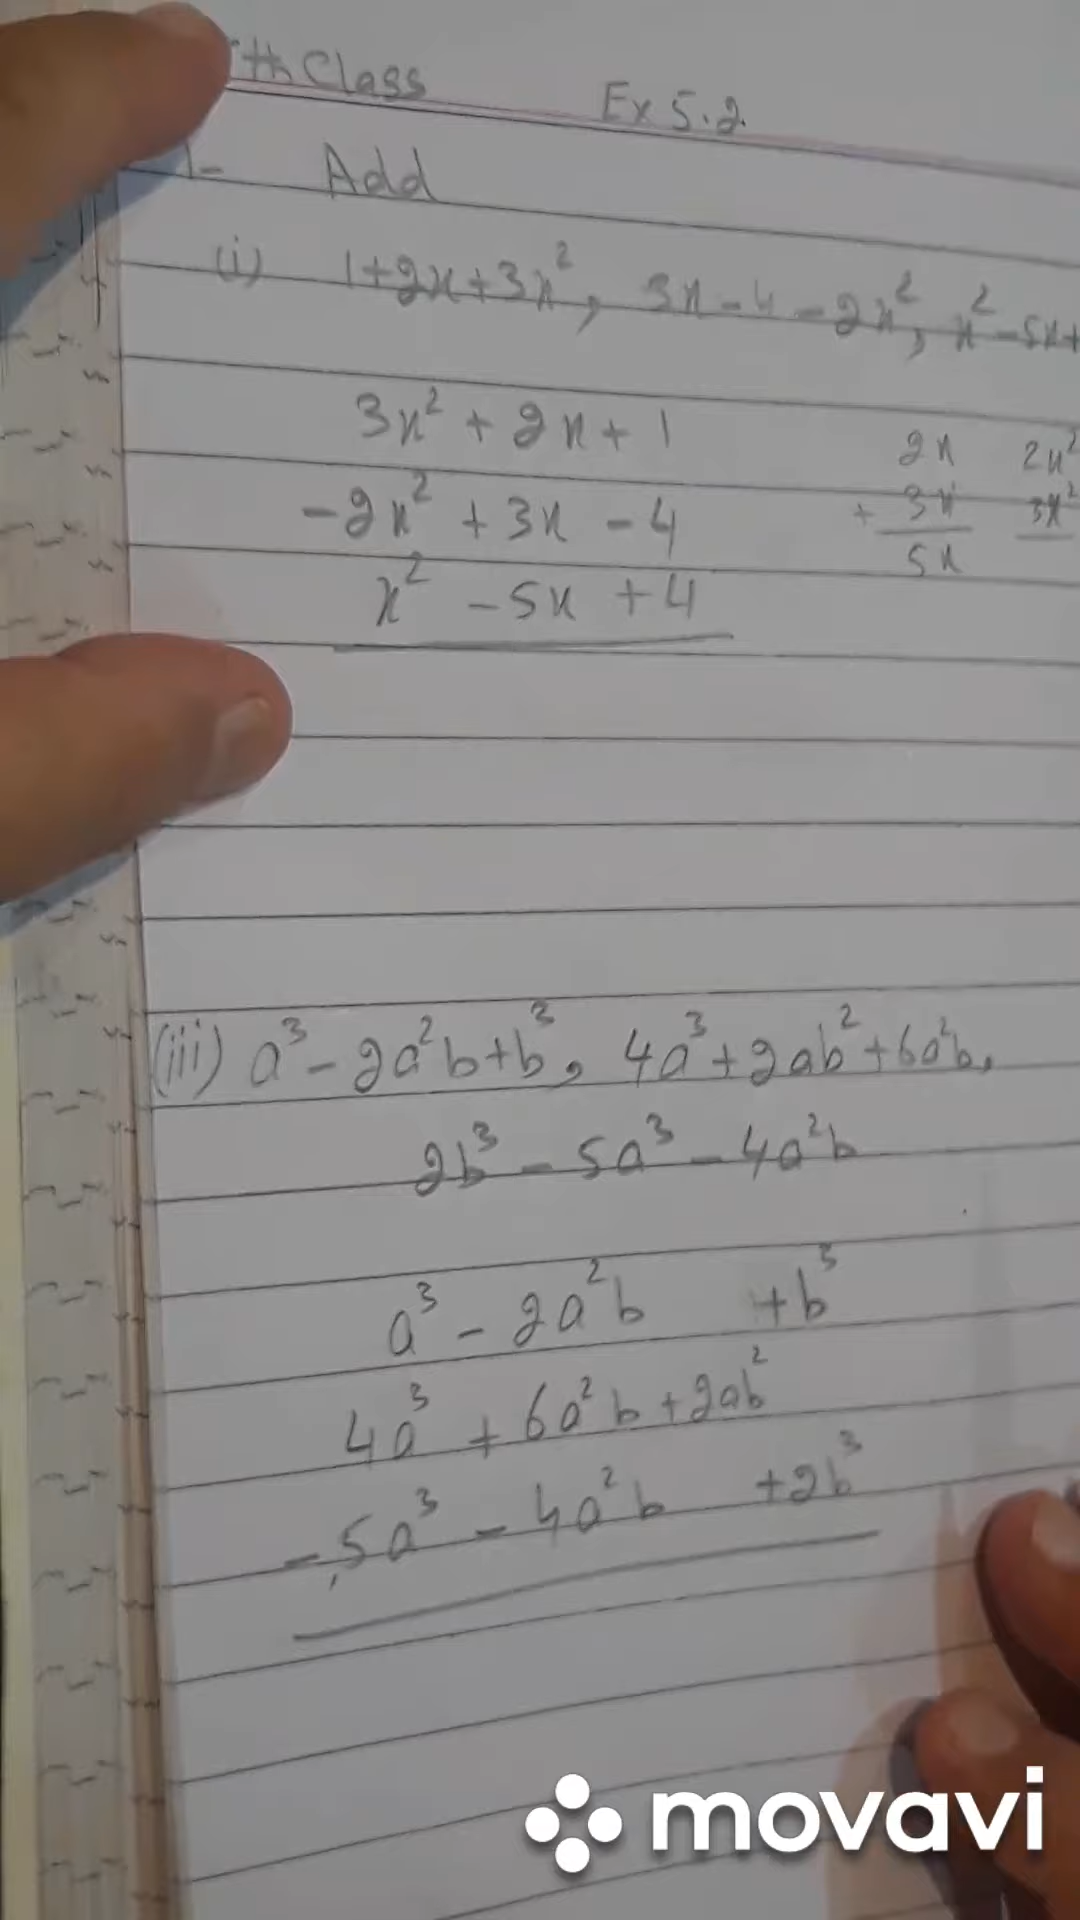 th Class Ex 5.2
1- Add
(i) 1+2x+3x², 3x-4-2x², x²-5x+
3x² + 2x + 1
-2x² + 3x - 4
x² - 5x + 4
2x 2x²
+ 3x 3x²
5x
(iii) a³-2a²b+b³, 4a³+2ab²+6a²b,
2b³-5a³-4a²b
a³ - 2a²b +b³
4a³ + 6a²b+2ab²
-5a³ - 4a²b +2b³
movavi